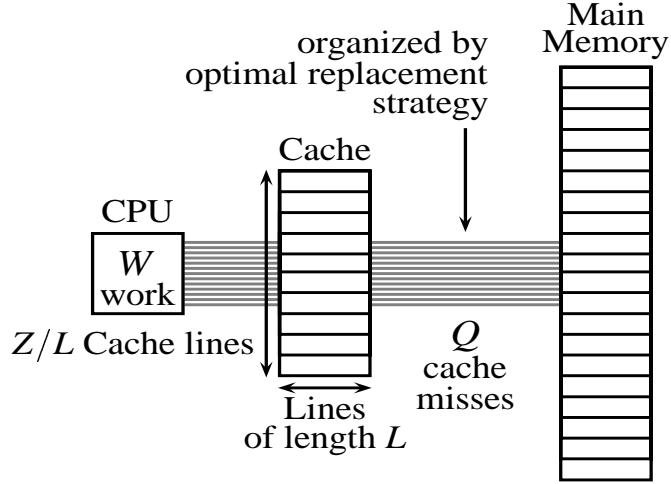 organized by
optimal replacement
strategy
Main
Memory
Cache
CPU
W
work
Z/L Cache lines
Q
cache
misses
Lines
of length L